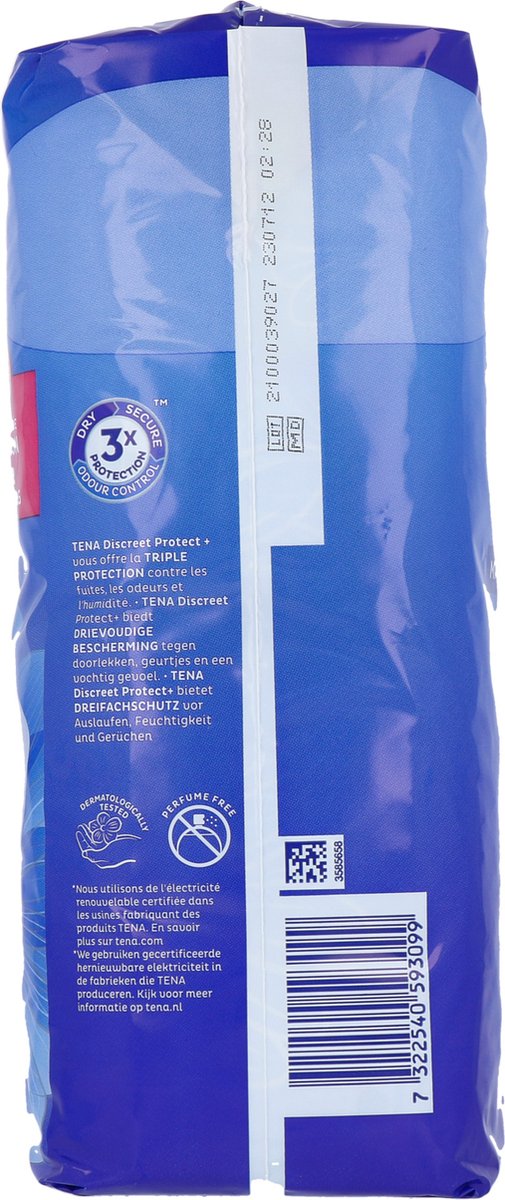 2100039027 230712 02:28
LOT
MD
TM
DRY SECURE
3X
PROTECTION
ODOUR CONTROL
TENA Discreet Protect +
vous offre la TRIPLE
PROTECTION contre les
fuites, les odeurs et
l'humidité. · TENA Discreet
Protect+ biedt
DRIEVOUDIGE
BESCHERMING tegen
doorlekken, geurtjes en een
vochtig gevoel. · TENA
Discreet Protect+ bietet
DREIFACHSCHUTZ vor
Auslaufen, Feuchtigkeit
und Gerüchen
DERMATOLOGICALLY
TESTED
PERFUME FREE
*Nous utilisons de l'électricité
renouvelable certifiée dans
les usines fabriquant des
produits TENA. En savoir
plus sur tena.com
*We gebruiken gecertificeerde
hernieuwbare elektriciteit in
de fabrieken die TENA
produceren. Kijk voor meer
informatie op tena.nl
3585658
7 322540 593099